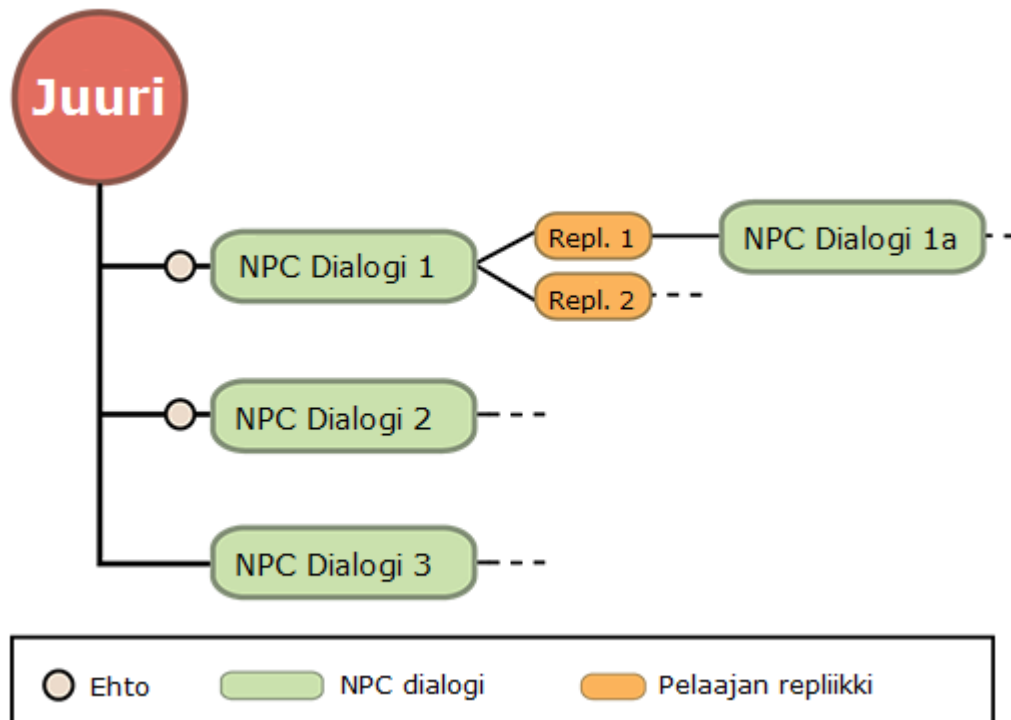 Juuri
NPC Dialogi 1
Repl. 1
NPC Dialogi 1a
Repl. 2
NPC Dialogi 2
NPC Dialogi 3
Ehto
NPC dialogi
Pelaajan repliikki